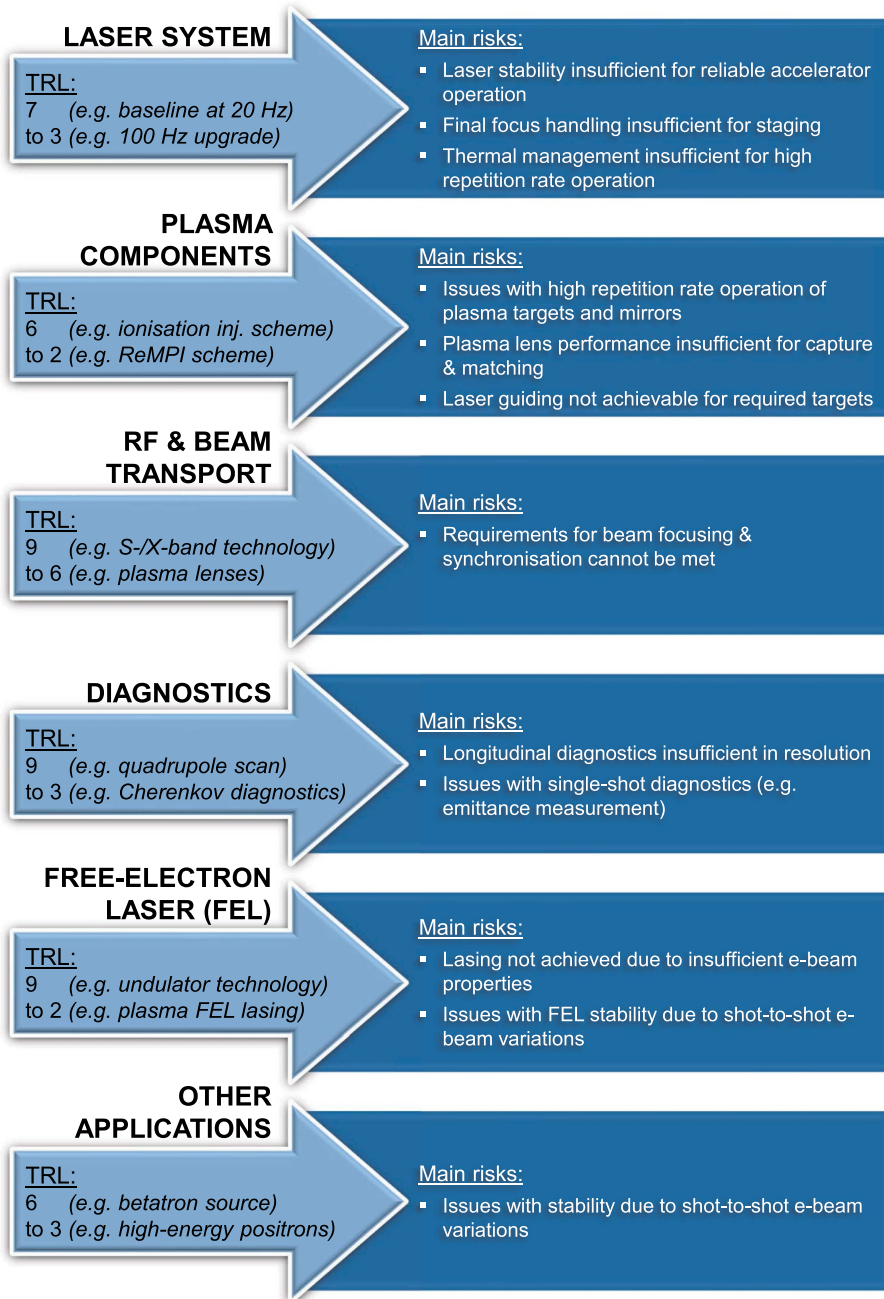 LASER SYSTEM
TRL:
7 (e.g. baseline at 20 Hz)
to 3 (e.g. 100 Hz upgrade)
Main risks:
▪ Laser stability insufficient for reliable accelerator
operation
▪ Final focus handling insufficient for staging
▪ Thermal management insufficient for high
repetition rate operation
PLASMA
COMPONENTS
TRL:
6 (e.g. ionisation inj. scheme)
to 2 (e.g. ReMPI scheme)
Main risks:
▪ Issues with high repetition rate operation of
plasma targets and mirrors
▪ Plasma lens performance insufficient for capture
& matching
▪ Laser guiding not achievable for required targets
RF & BEAM
TRANSPORT
TRL:
9 (e.g. S-/X-band technology)
to 6 (e.g. plasma lenses)
Main risks:
▪ Requirements for beam focusing &
synchronisation cannot be met
DIAGNOSTICS
TRL:
9 (e.g. quadrupole scan)
to 3 (e.g. Cherenkov diagnostics)
Main risks:
▪ Longitudinal diagnostics insufficient in resolution
▪ Issues with single-shot diagnostics (e.g.
emittance measurement)
FREE-ELECTRON
LASER (FEL)
TRL:
9 (e.g. undulator technology)
to 2 (e.g. plasma FEL lasing)
Main risks:
▪ Lasing not achieved due to insufficient e-beam
properties
▪ Issues with FEL stability due to shot-to-shot e-
beam variations
OTHER
APPLICATIONS
TRL:
6 (e.g. betatron source)
to 3 (e.g. high-energy positrons)
Main risks:
▪ Issues with stability due to shot-to-shot e-beam
variations